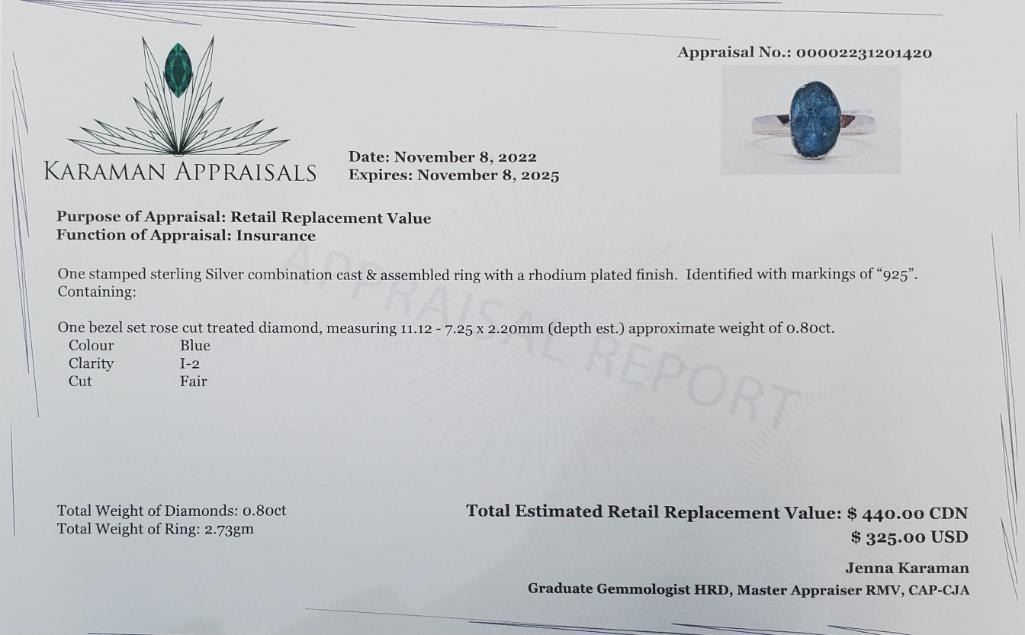 Appraisal No.: 00002231201420
KARAMAN APPRAISALS
Date: November 8, 2022
Expires: November 8, 2025
Purpose of Appraisal: Retail Replacement Value
Function of Appraisal: Insurance
One stamped sterling Silver combination cast & assembled ring with a rhodium plated finish. Identified with markings of “925”.
Containing:
One bezel set rose cut treated diamond, measuring 11.12 - 7.25 x 2.20mm (depth est.) approximate weight of 0.80ct.
Colour Blue
Clarity I-2
Cut Fair
APPRAISAL REPORT
Total Weight of Diamonds: 0.80ct
Total Weight of Ring: 2.73gm
Total Estimated Retail Replacement Value: $ 440.00 CDN
$ 325.00 USD
Jenna Karaman
Graduate Gemmologist HRD, Master Appraiser RMV, CAP-CJA